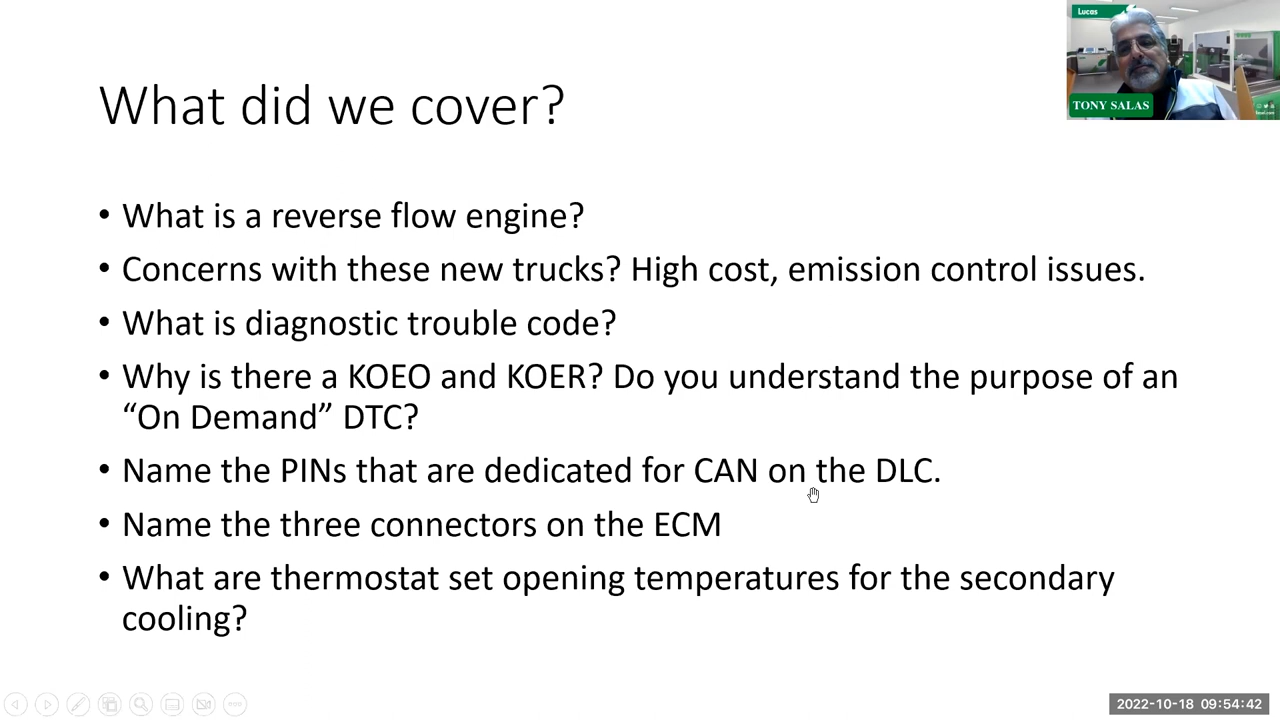 Lucas
TONY SALAS
What did we cover?
• What is a reverse flow engine?
• Concerns with these new trucks? High cost, emission control issues.
• What is diagnostic trouble code?
• Why is there a KOEO and KOER? Do you understand the purpose of an
“On Demand” DTC?
• Name the PINs that are dedicated for CAN on the DLC.
• Name the three connectors on the ECM
• What are thermostat set opening temperatures for the secondary
cooling?
2022-10-18 09:54:42